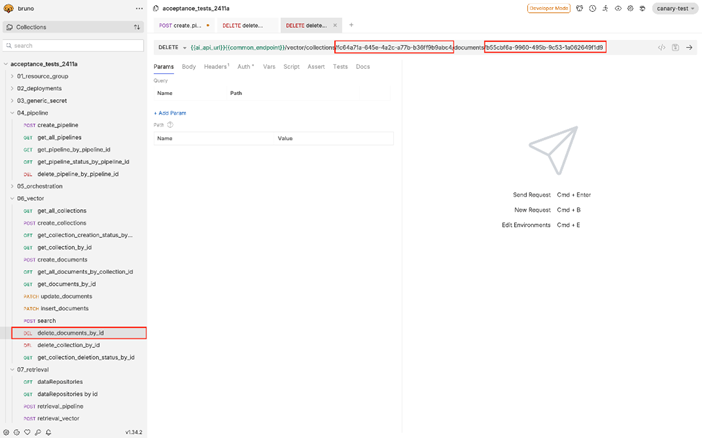 bruno
acceptance_tests_2411a
Developer Mode
canary-test
Collections
POST create_pi...
DELETE delete...
DELETE delete...
search
DELETE {{ai_api_url}}{{common_endpoint}}/vector/collections/fc64a71a-645e-4a2c-a77b-b36ff9b9abc4/documents/b55cbf6a-9960-495b-9c53-1a062649f1d9
acceptance_tests_2411a
01_resource_group
02_deployments
03_generic_secret
04_pipeline
POST create_pipeline
GET get_all_pipelines
GET get_pipeline_by_pipeline_id
GET get_pipeline_status_by_pipeline_id
DEL delete_pipeline_by_pipeline_id
05_orchestration
06_vector
GET get_all_collections
POST create_collections
GET get_collection_creation_status_by_...
GET get_collection_by_id
POST create_documents
GET get_all_documents_by_collection_id
GET get_documents_by_id
PATCH update_documents
PATCH insert_documents
POST search
DEL delete_documents_by_id
DEL delete_collection_by_id
GET get_collection_deletion_status_by_id
07_retrieval
GET dataRepositories
GET dataRepositories by id
POST retrieval_pipeline
POST retrieval_vector
v1.34.2
Params Body Headers1 Auth Vars Script Assert Tests Docs
Query
Name Path
+ Add Param
Path
Name Value
Send Request Cmd + Enter
New Request Cmd + B
Edit Environments Cmd + E